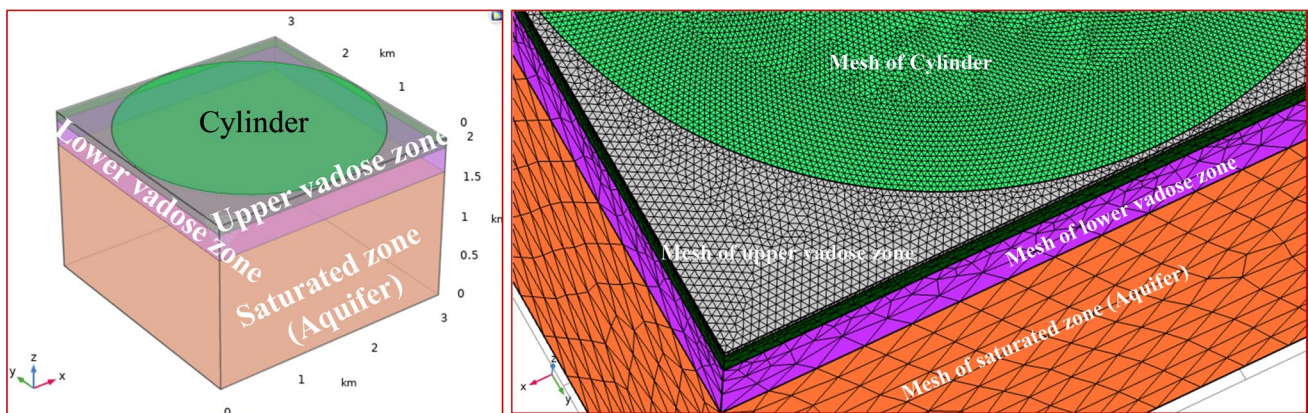 3
2
km
1
0
Cylinder
2
1.5
1
km
0.5
0
Lower vadose zone
Upper vadose zone
Saturated zone
(Aquifer)
3
2
km
1
0
z
y
x
Mesh of Cylinder
Mesh of upper vadose zone
Mesh of lower vadose zone
Mesh of saturated zone (Aquifer)
z
x
y